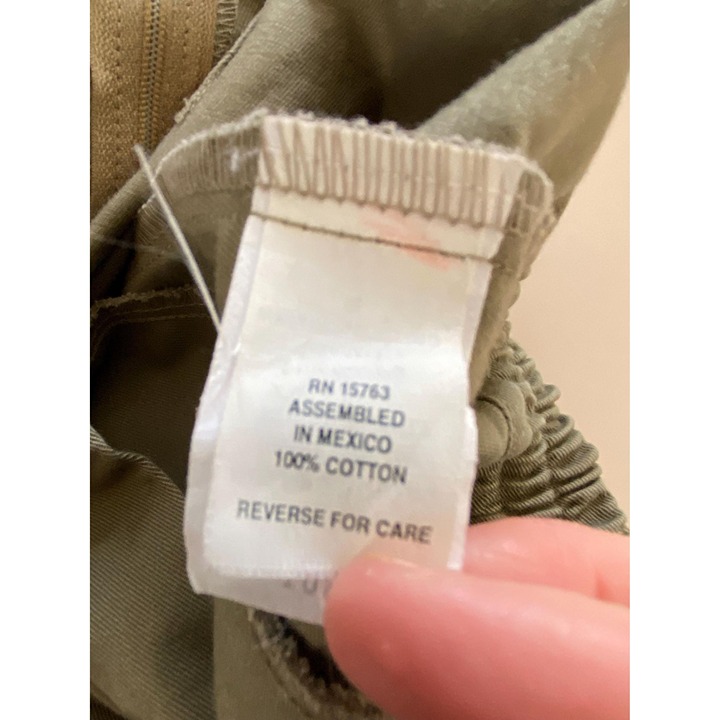 RN 15763
ASSEMBLED
IN MEXICO
100% COTTON
REVERSE FOR CARE